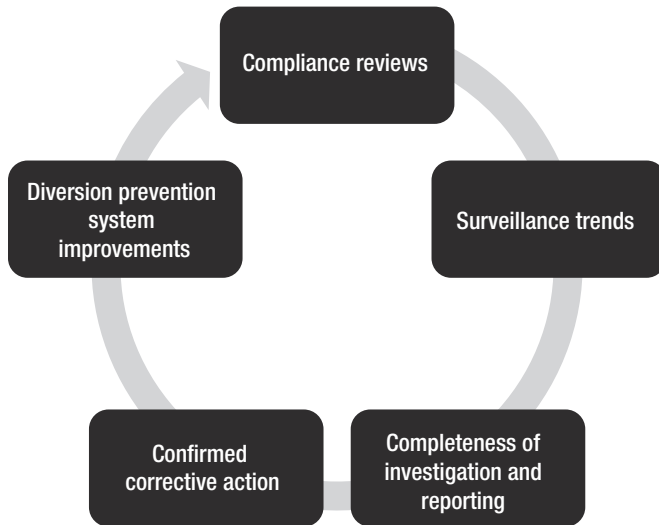 Compliance reviews
Surveillance trends
Completeness of
investigation and
reporting
Confirmed
corrective action
Diversion prevention
system
improvements